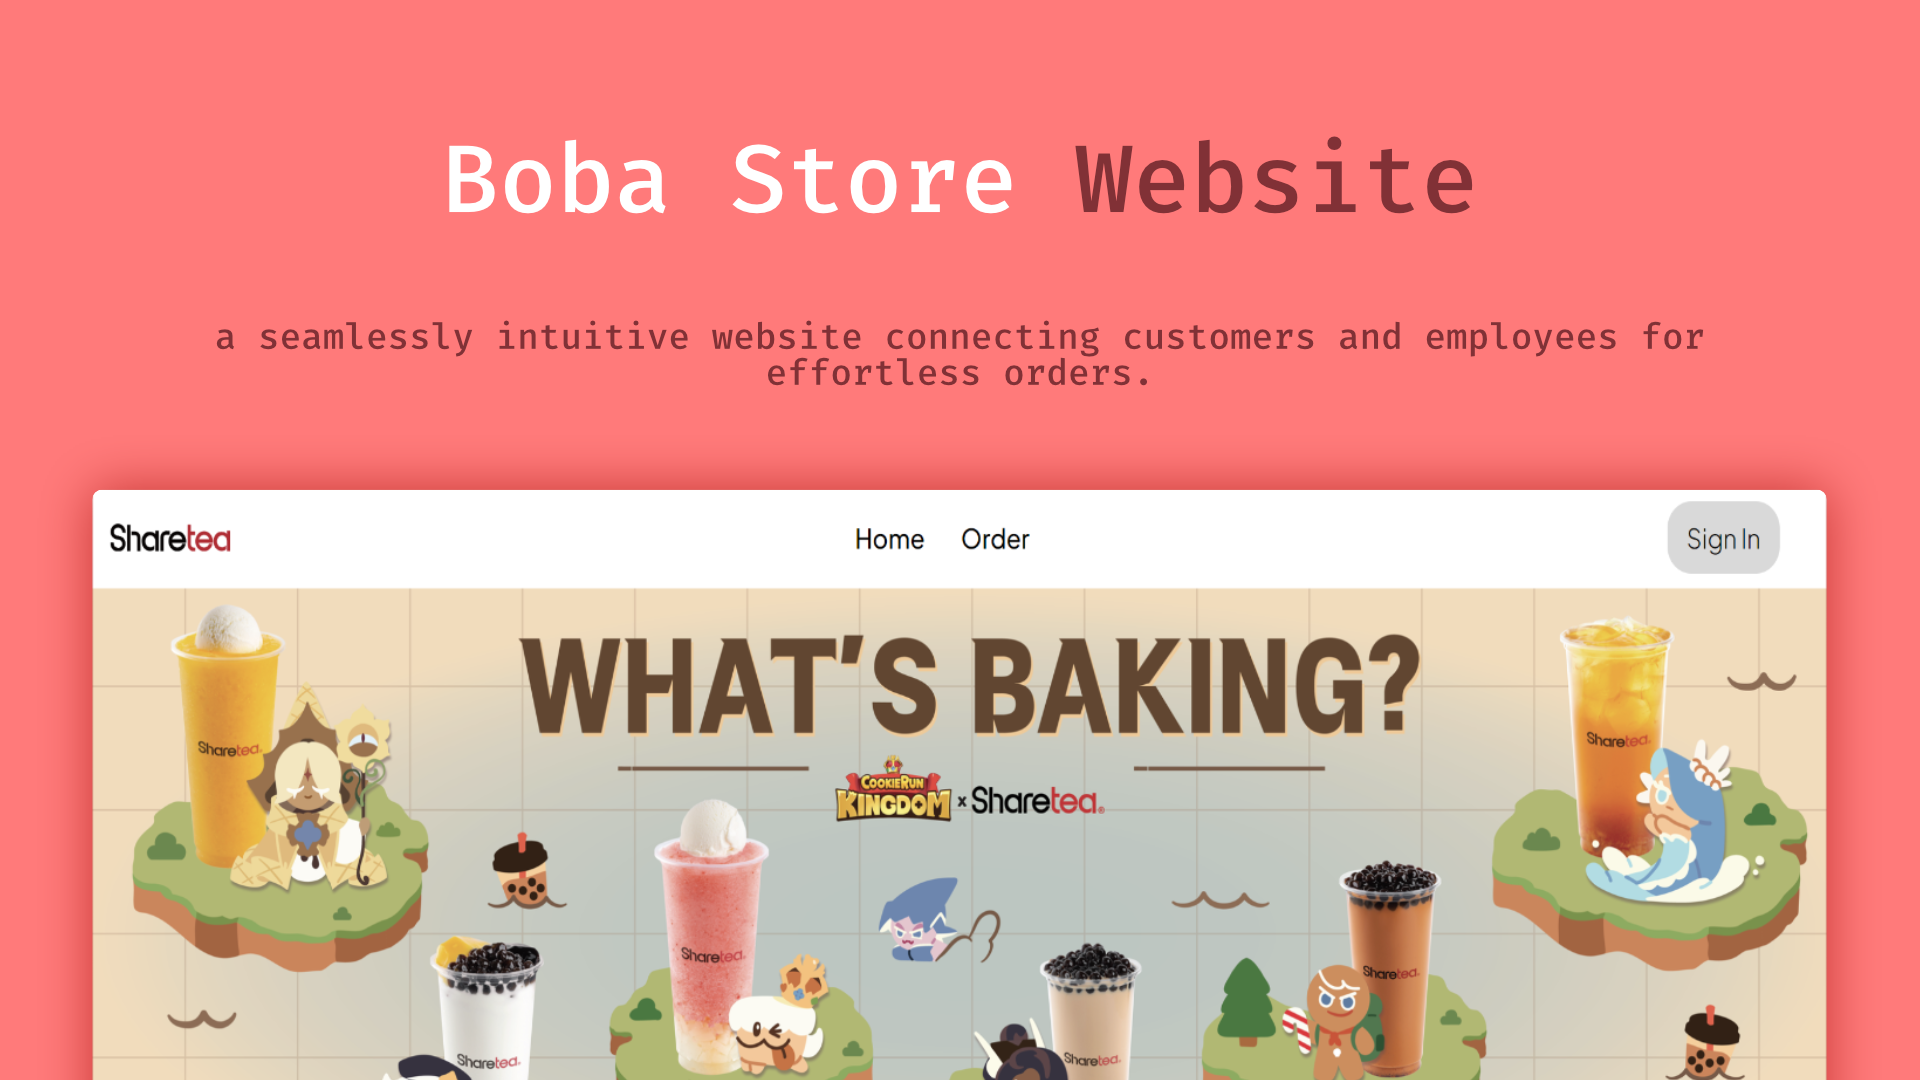 Boba Store Website
a seamlessly intuitive website connecting customers and employees for
effortless orders.
Sharetea
Home
Order
Sign In
WHAT'S BAKING?
COOKIERUN
KINGDOM
x
Sharetea®
Sharetea
Sharetea
Sharetea
Sharetea
Sharetea
Sharetea